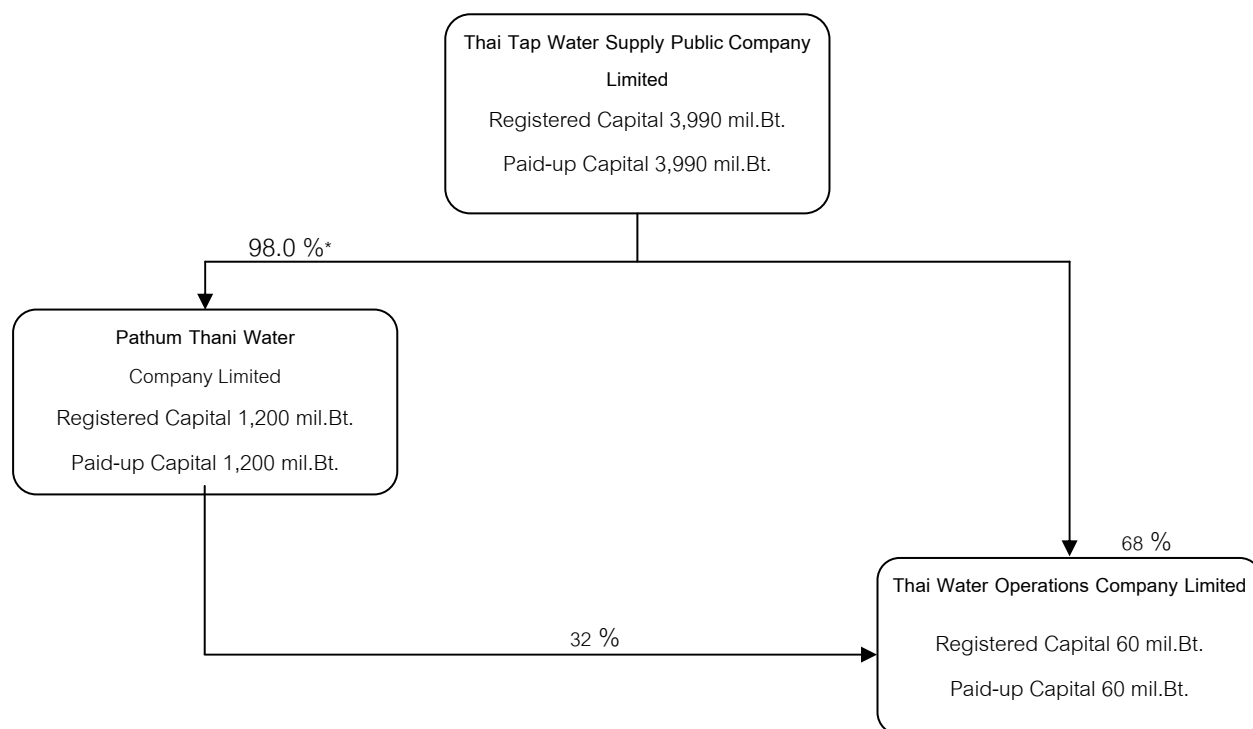 Thai Tap Water Supply Public Company
Limited
Registered Capital 3,990 mil.Bt.
Paid-up Capital 3,990 mil.Bt.
98.0 %*
Pathum Thani Water
Company Limited
Registered Capital 1,200 mil.Bt.
Paid-up Capital 1,200 mil.Bt.
68 %
Thai Water Operations Company Limited
32 %
Registered Capital 60 mil.Bt.
Paid-up Capital 60 mil.Bt.